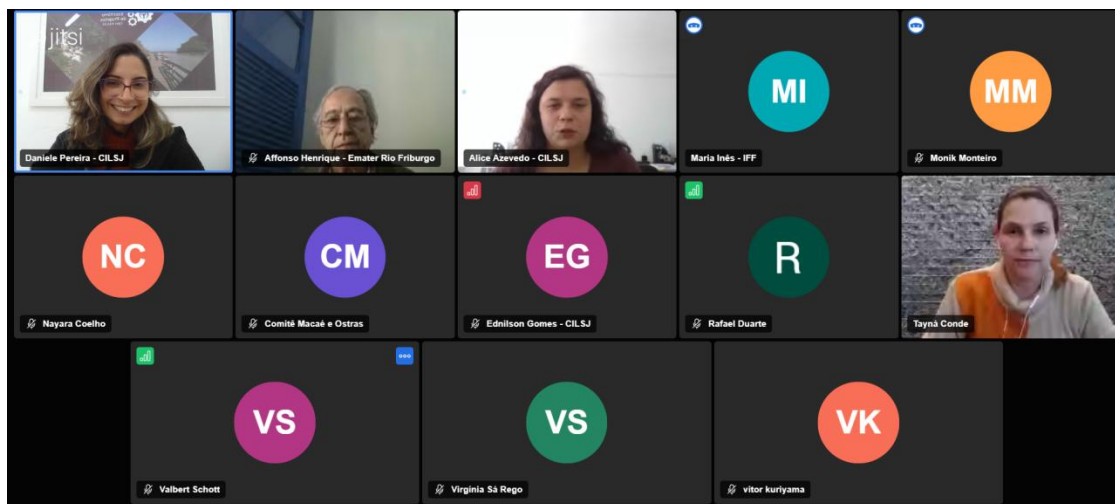 jitsi
Daniele Pereira - CILSJ
Affonso Henrique - Emater Rio Friburgo
Alice Azevedo - CILSJ
MI
Maria Inês - IFF
MM
Monik Monteiro
NC
Nayara Coelho
CM
Comitê Macaé e Ostras
EG
Ednilson Gomes - CILSJ
R
Rafael Duarte
Tayná Conde
VS
Valbert Schott
VS
Virginia Sá Rego
VK
vitor kuriyama